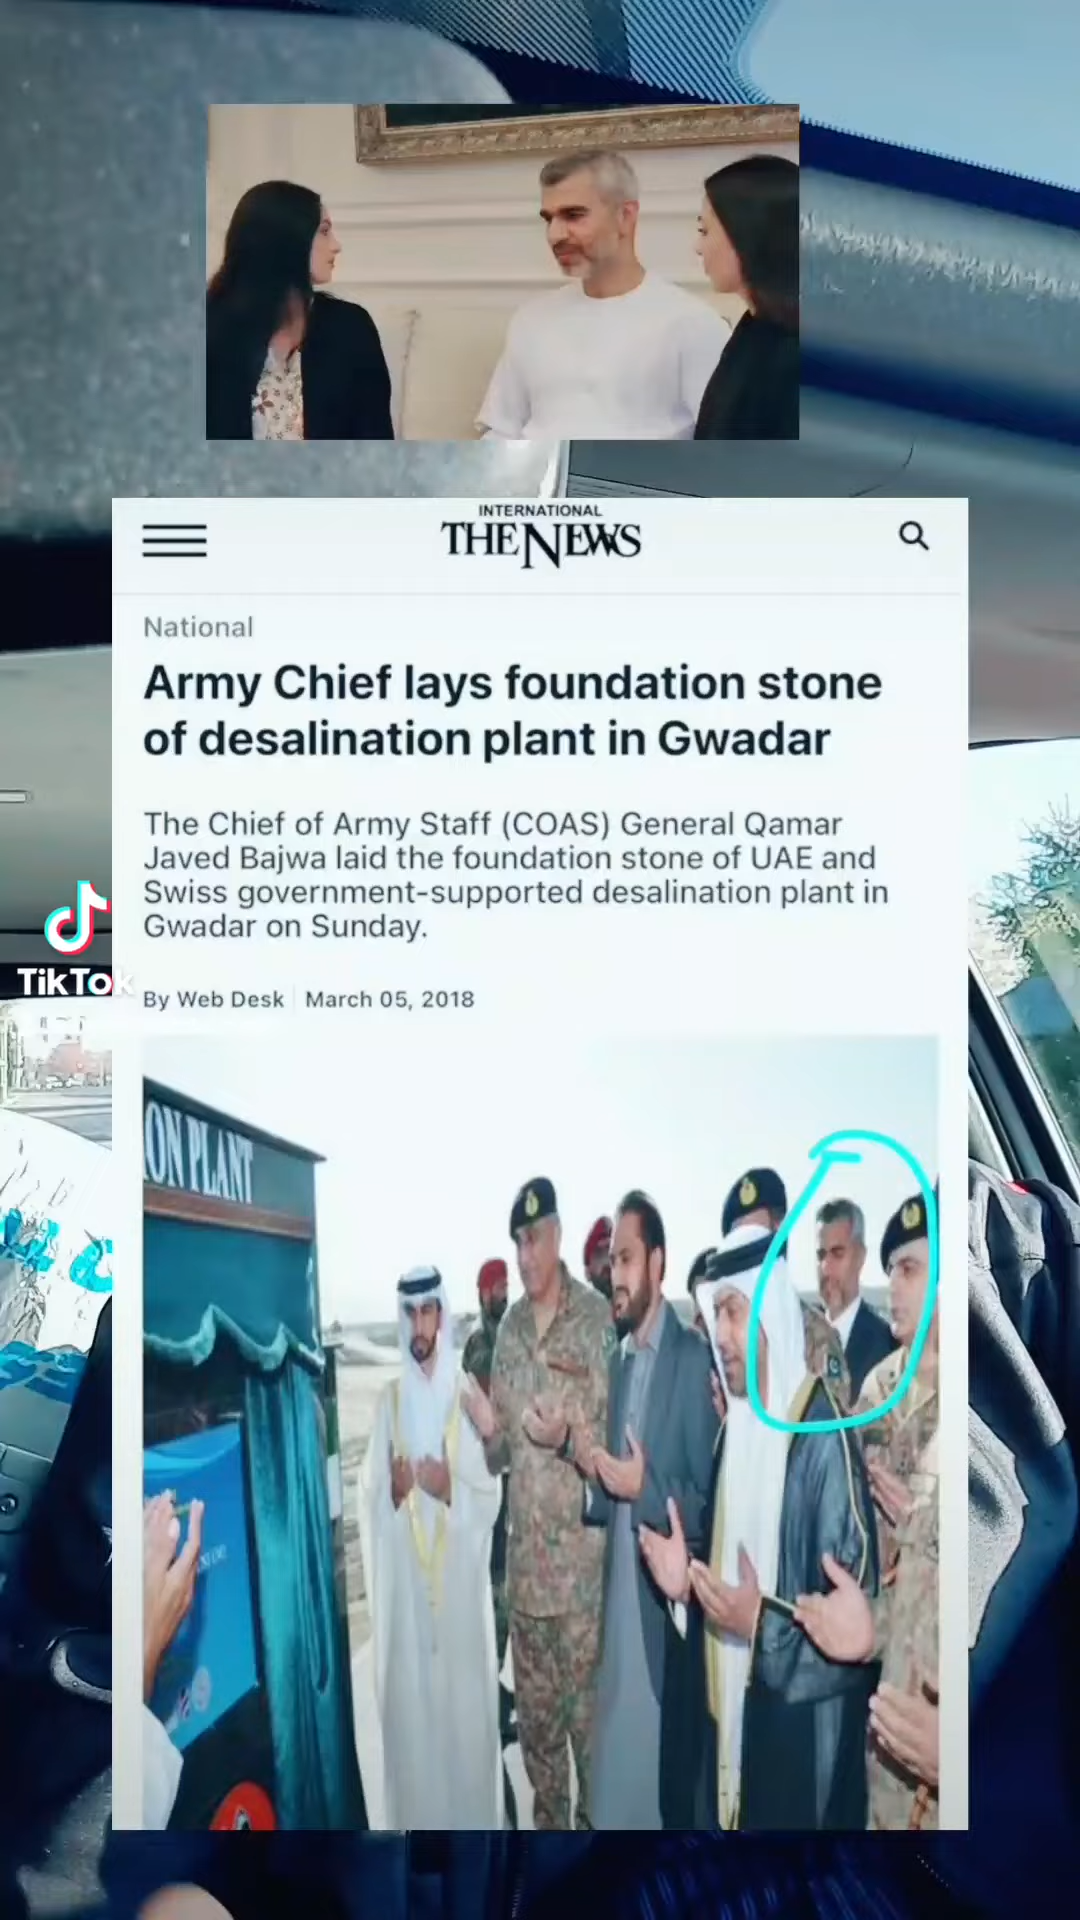 INTERNATIONAL
THE NEWS
National
Army Chief lays foundation stone
of desalination plant in Gwadar
The Chief of Army Staff (COAS) General Qamar
Javed Bajwa laid the foundation stone of UAE and
Swiss government-supported desalination plant in
Gwadar on Sunday.
TikTok
By Web Desk | March 05, 2018
ON PLANT